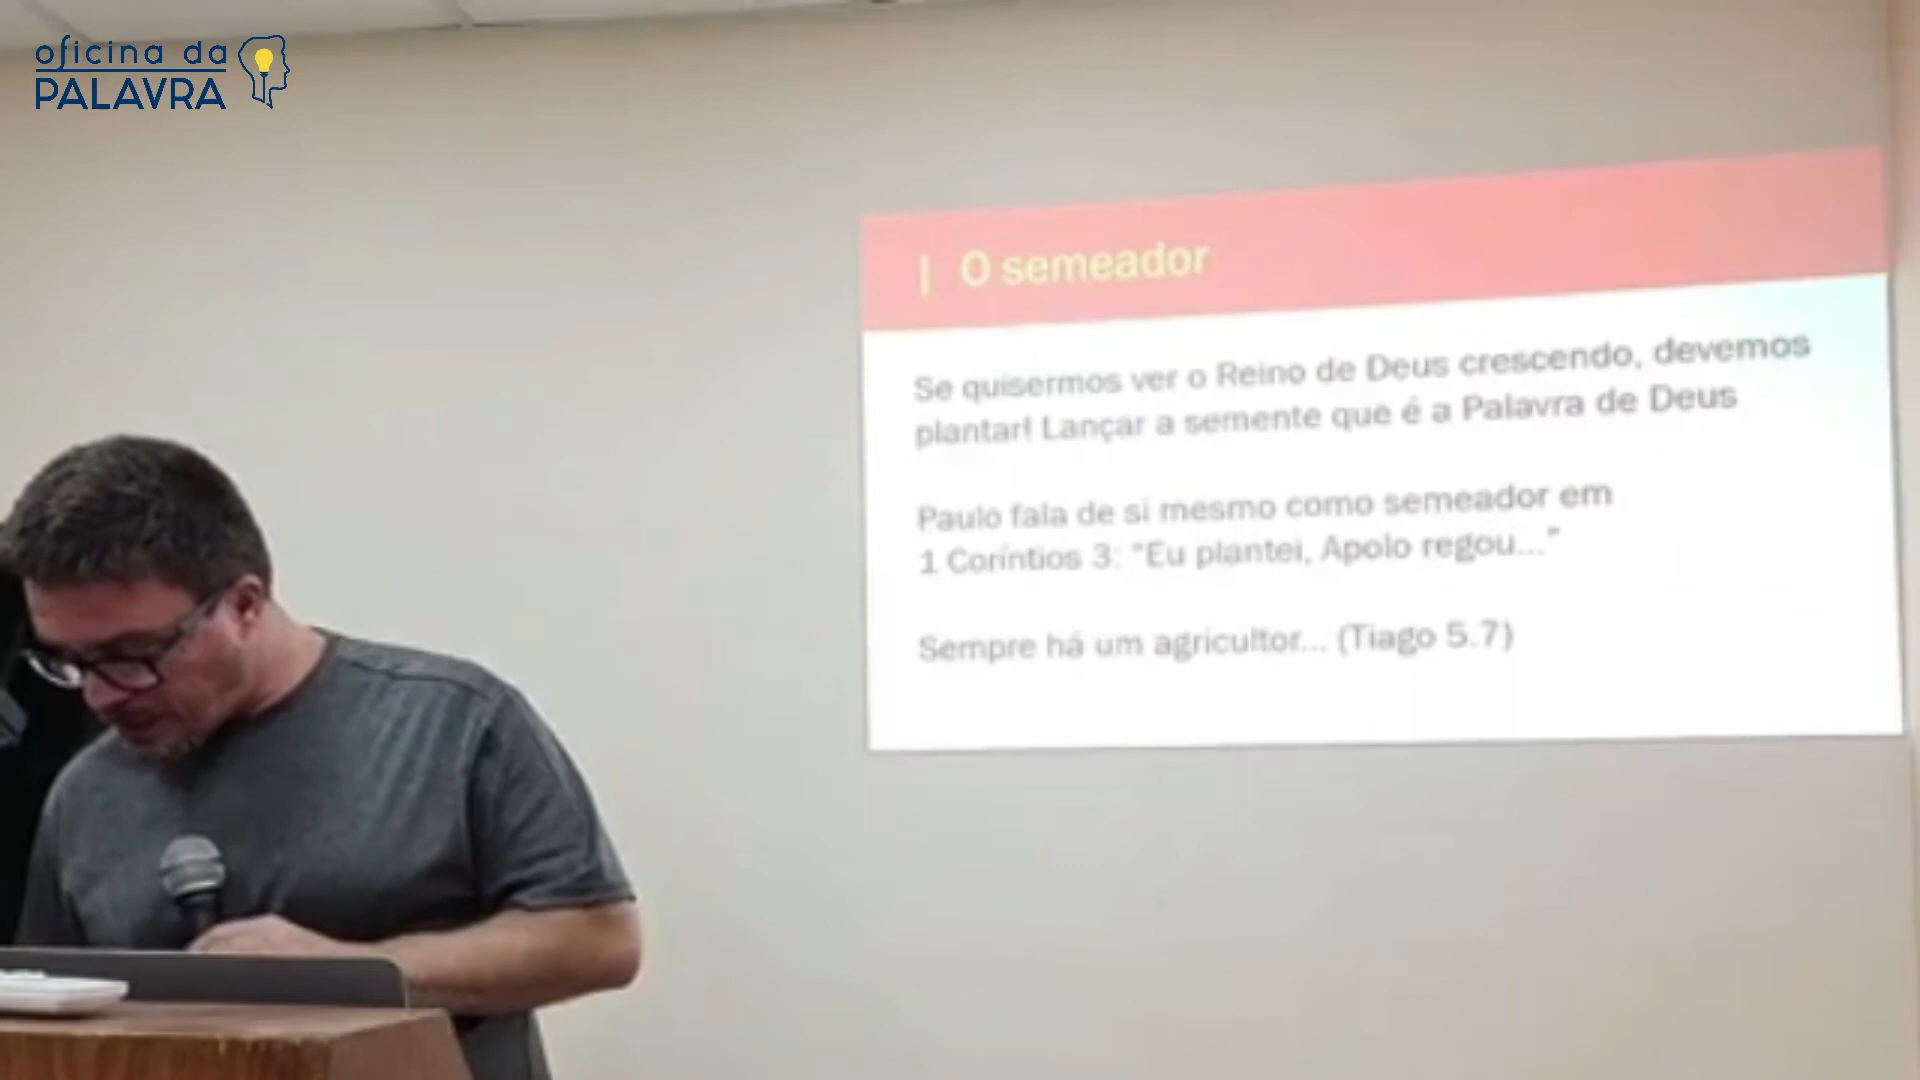 oficina da
PALAVRA
| O semeador
Se quisermos ver o Reino de Deus crescendo, devemos
plantar! Lançar a semente que é a Palavra de Deus
Paulo fala de si mesmo como semeador em
1 Coríntios 3: "Eu plantei, Apolo regou..."
Sempre há um agricultor... (Tiago 5.7)